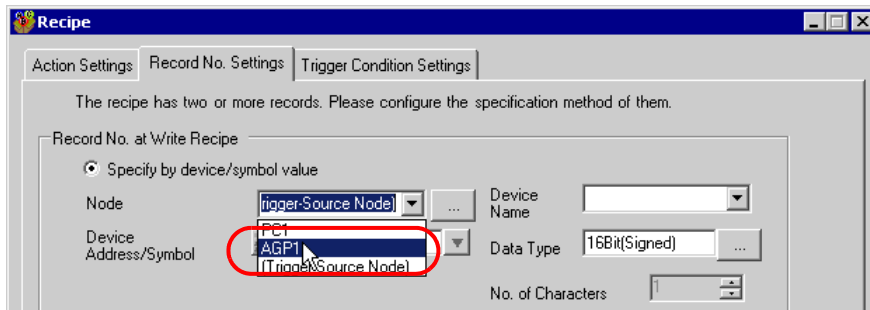 Recipe
Action Settings Record No. Settings Trigger Condition Settings
The recipe has two or more records. Please configure the specification method of them.
Record No. at Write Recipe
Specify by device/symbol value
Node rigger-Source Node) ... Device Name
PC1
Device Address/Symbol AGP1 Data Type 16Bit(Signed) ...
(Trigger-Source Node)
No. of Characters 1